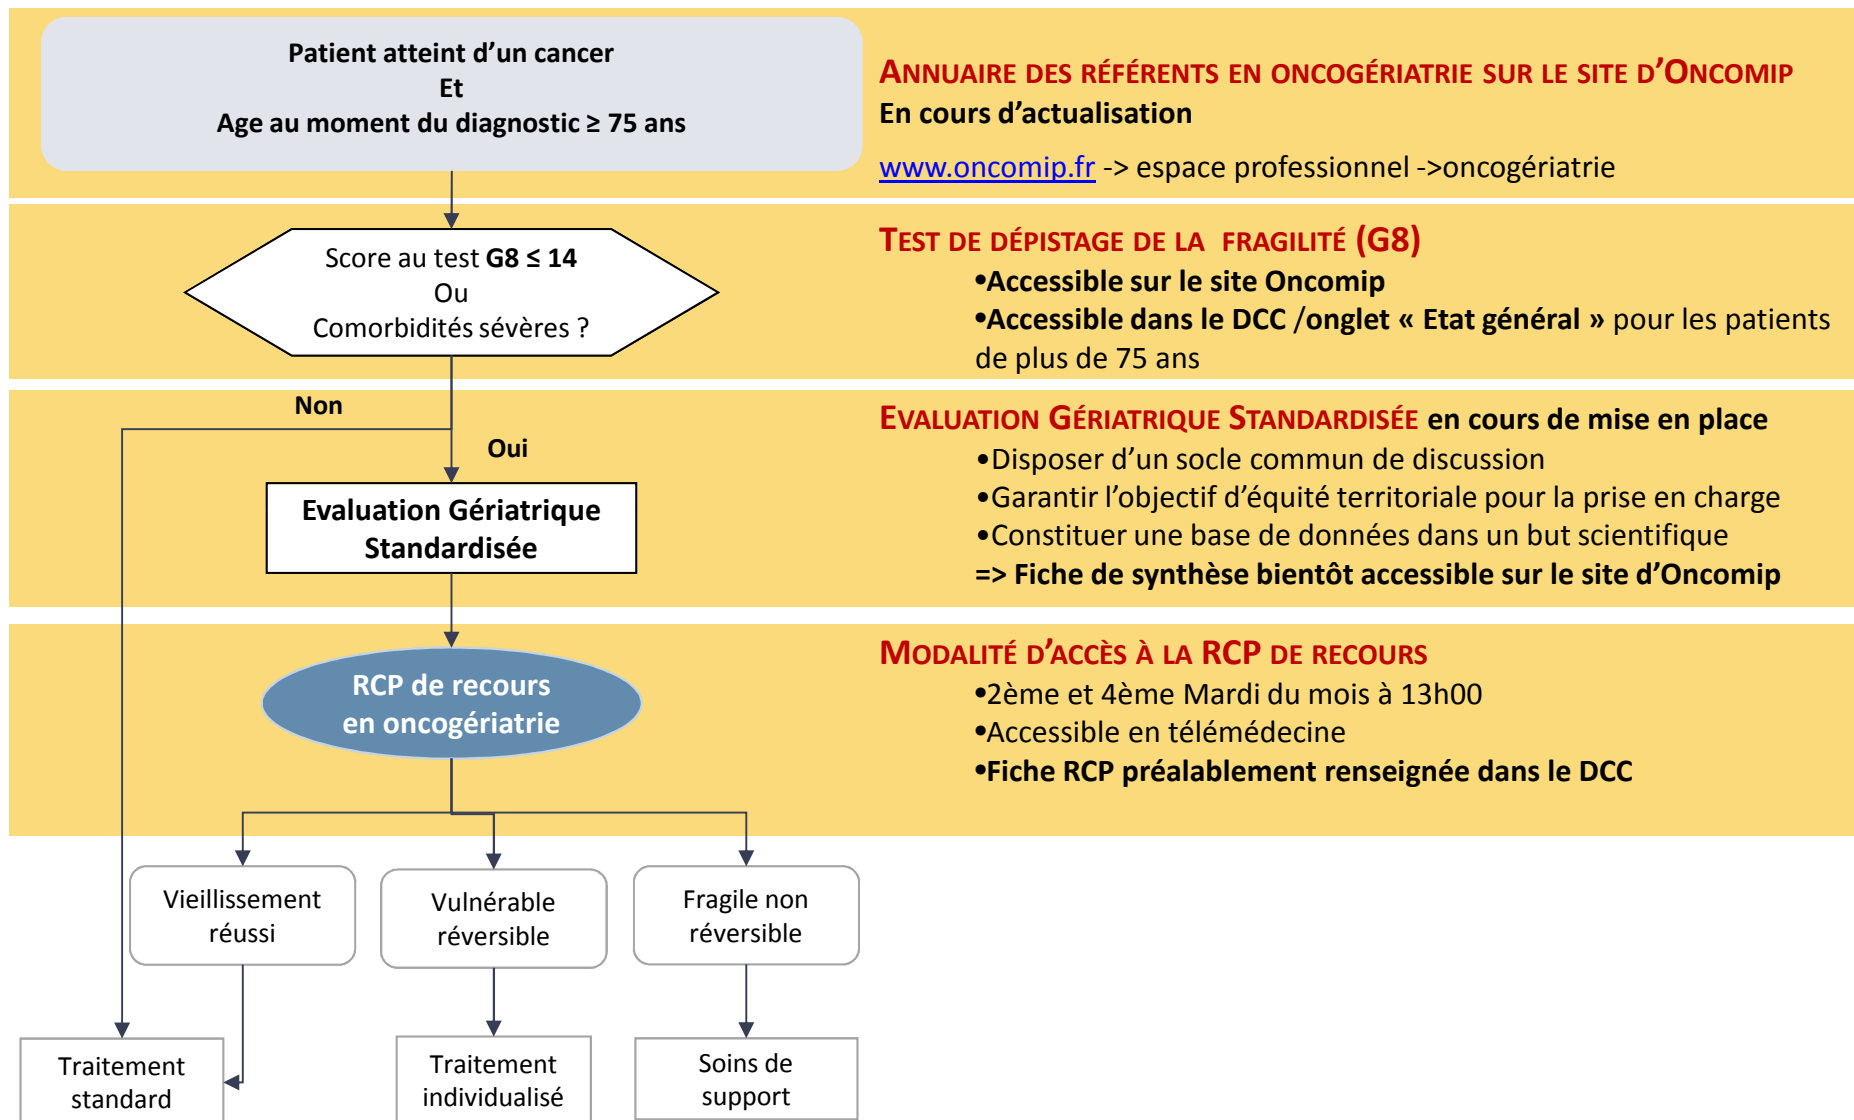 Patient atteint d’un cancer
Et
Age au moment du diagnostic ≥ 75 ans
ANNUAIRE DES RÉFÉRENTS EN ONCOGÉRIATRIE SUR LE SITE D’ONCOMIP
En cours d’actualisation
www.oncomip.fr -> espace professionnel ->oncogériatrie
Score au test G8 ≤ 14
Ou
Comorbidités sévères ?
TEST DE DÉPISTAGE DE LA FRAGILITÉ (G8)
•Accessible sur le site Oncomip
•Accessible dans le DCC /onglet « Etat général » pour les patients
de plus de 75 ans
Non
Oui
Evaluation Gériatrique
Standardisée
EVALUATION GÉRIATRIQUE STANDARDISÉE en cours de mise en place
•Disposer d’un socle commun de discussion
•Garantir l’objectif d’équité territoriale pour la prise en charge
•Constituer une base de données dans un but scientifique
=> Fiche de synthèse bientôt accessible sur le site d’Oncomip
RCP de recours
en oncogériatrie
MODALITÉ D’ACCÈS À LA RCP DE RECOURS
•2ème et 4ème Mardi du mois à 13h00
•Accessible en télémédecine
•Fiche RCP préalablement renseignée dans le DCC
Vieillissement
réussi
Vulnérable
réversible
Fragile non
réversible
Traitement
standard
Traitement
individualisé
Soins de
support